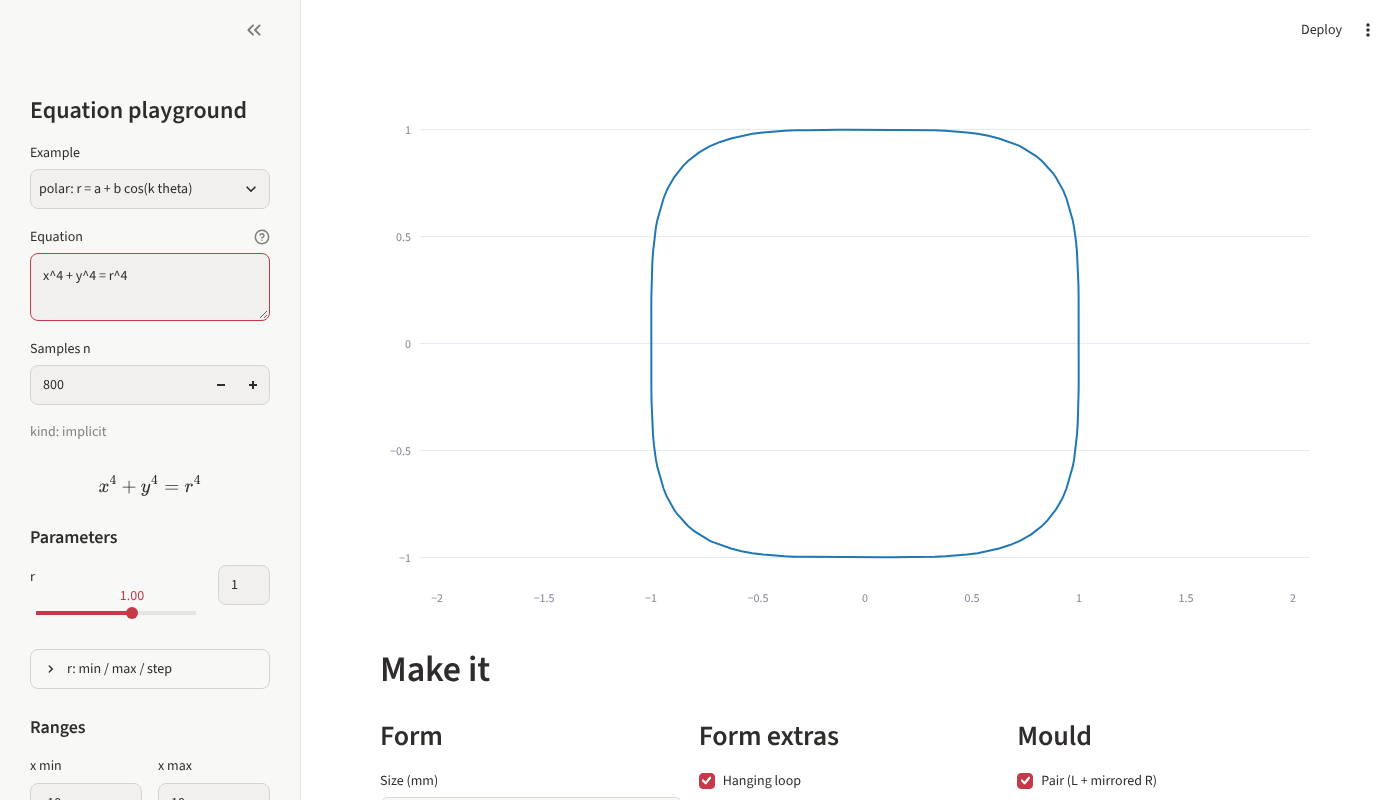 Deploy
Equation playground
Example
polar: r = a + b cos(k theta)
Equation
x^4 + y^4 = r^4
Samples n
800
kind: implicit
x⁴ + y⁴ = r⁴
Parameters
r
1
1.00
r: min / max / step
Ranges
x min x max
1
0.5
0
−0.5
−1
−2 −1.5 −1 −0.5 0 0.5 1 1.5 2
Make it
Form Form extras Mould
Size (mm) Hanging loop Pair (L + mirrored R)